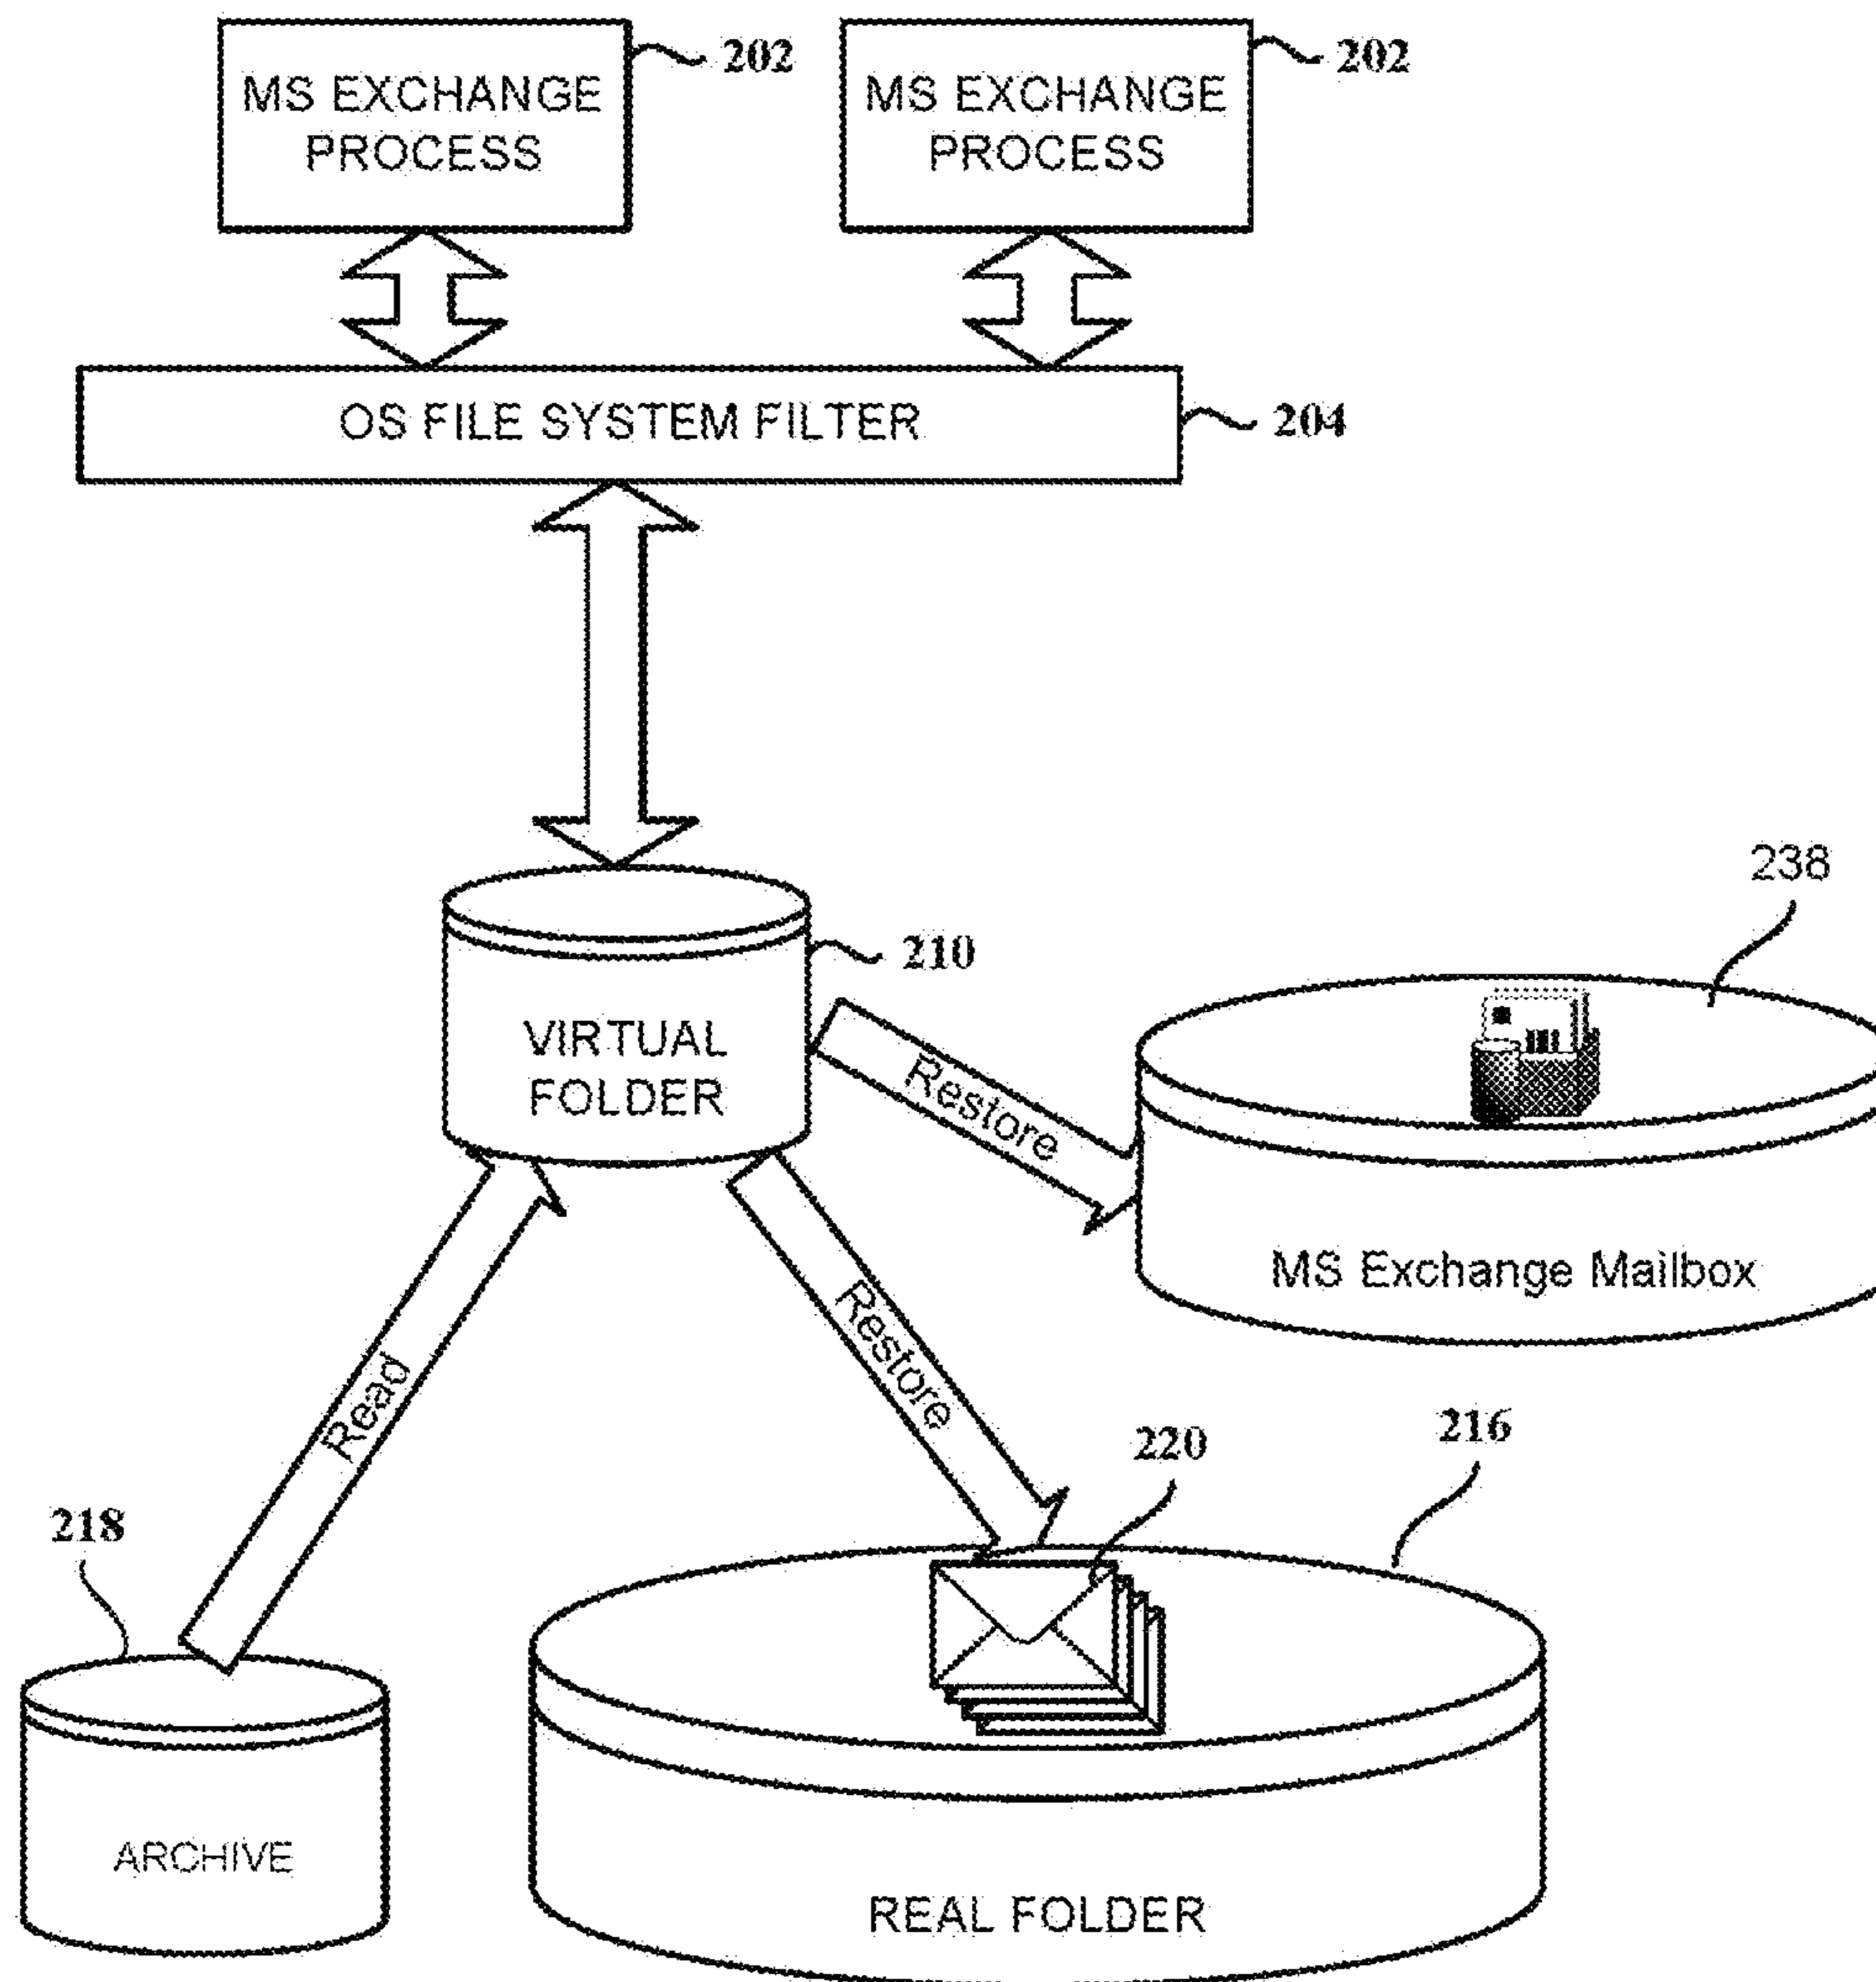 MS EXCHANGE
PROCESS
202
MS EXCHANGE
PROCESS
202
OS FILE SYSTEM FILTER
204
VIRTUAL
FOLDER
210
238
Restore
MS Exchange Mailbox
Read
Restore
220
216
218
ARCHIVE
REAL FOLDER